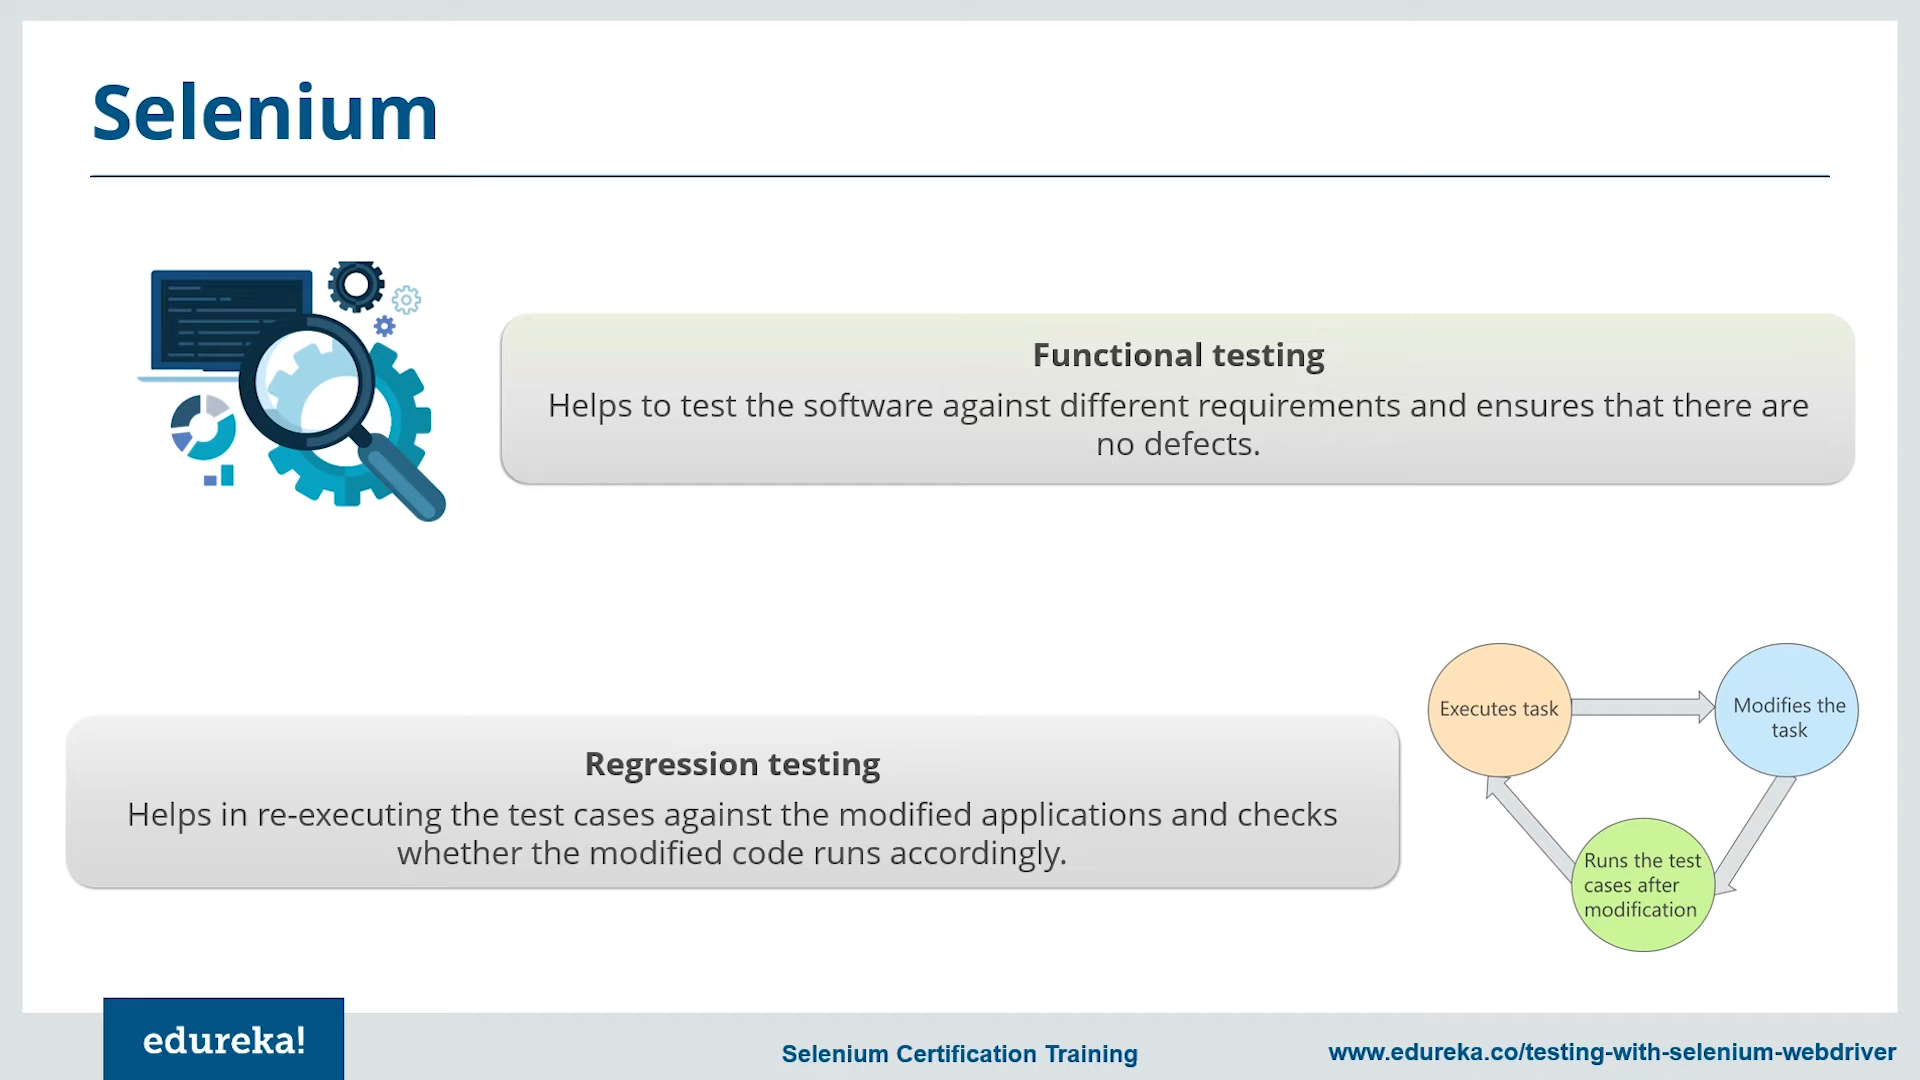 Selenium
Functional testing
Helps to test the software against different requirements and ensures that there are
no defects.
Regression testing
Helps in re-executing the test cases against the modified applications and checks
whether the modified code runs accordingly.
Executes task
Modifies the
task
Runs the test
cases after
modification
edureka!
Selenium Certification Training
www.edureka.co/testing-with-selenium-webdriver